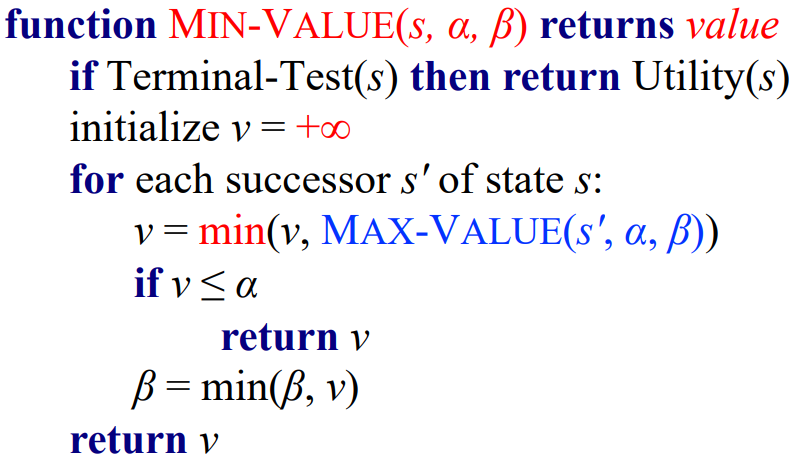 function MIN-VALUE(s, α, β) returns value
if Terminal-Test(s) then return Utility(s)
initialize v = +∞
for each successor s' of state s:
v = min(v, MAX-VALUE(s', α, β))
if v ≤ α
return v
β = min(β, v)
return v